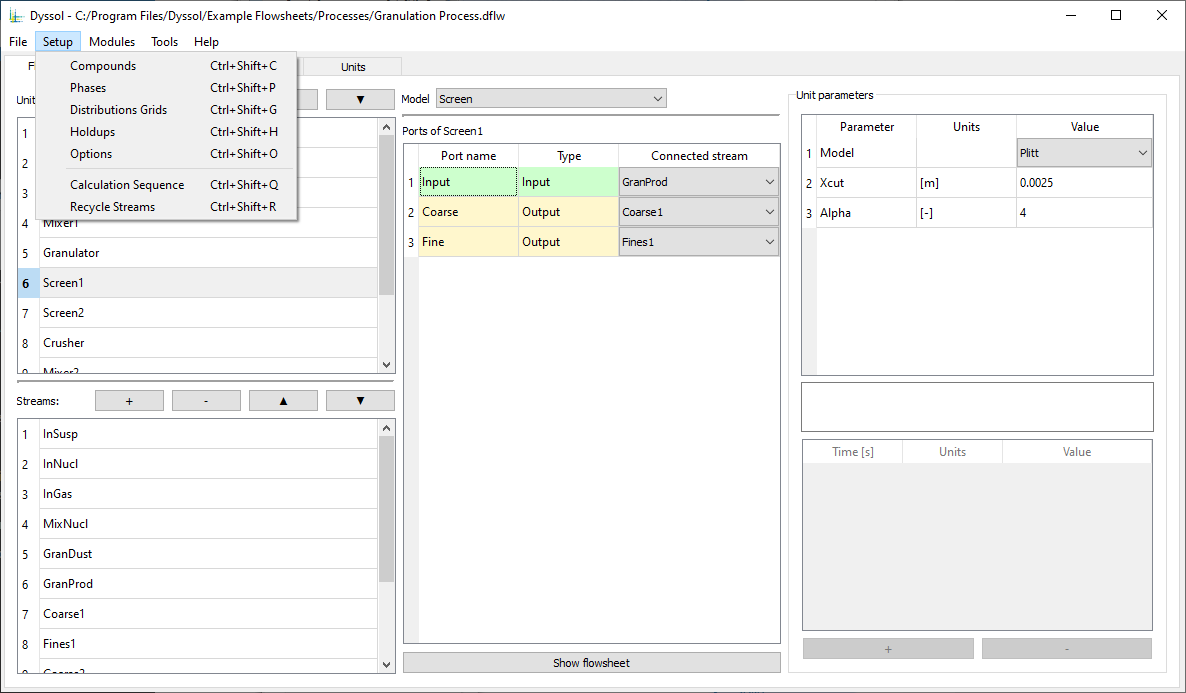 Dyssol - C:/Program Files/Dyssol/Example Flowsheets/Processes/Granulation Process.dflw
File Setup Modules Tools Help
Compounds Ctrl+Shift+C
Phases Ctrl+Shift+P
Distributions Grids Ctrl+Shift+G
Holdups Ctrl+Shift+H
Options Ctrl+Shift+O
Calculation Sequence Ctrl+Shift+Q
Recycle Streams Ctrl+Shift+R
F Units
Unit ▼
1
2
3
4 Mixer1
5 Granulator
6 Screen1
7 Screen2
8 Crusher
9 Mixer2
Streams: + - ▲ ▼
1 InSusp
2 InNucl
3 InGas
4 MixNucl
5 GranDust
6 GranProd
7 Coarse1
8 Fines1
9 Coarse2
Model Screen
Ports of Screen1
Port name Type Connected stream
1 Input Input GranProd
2 Coarse Output Coarse1
3 Fine Output Fines1
Show flowsheet
Unit parameters
Parameter Units Value
1 Model Plitt
2 Xcut [m] 0.0025
3 Alpha [-] 4
Time [s] Units Value
+ -